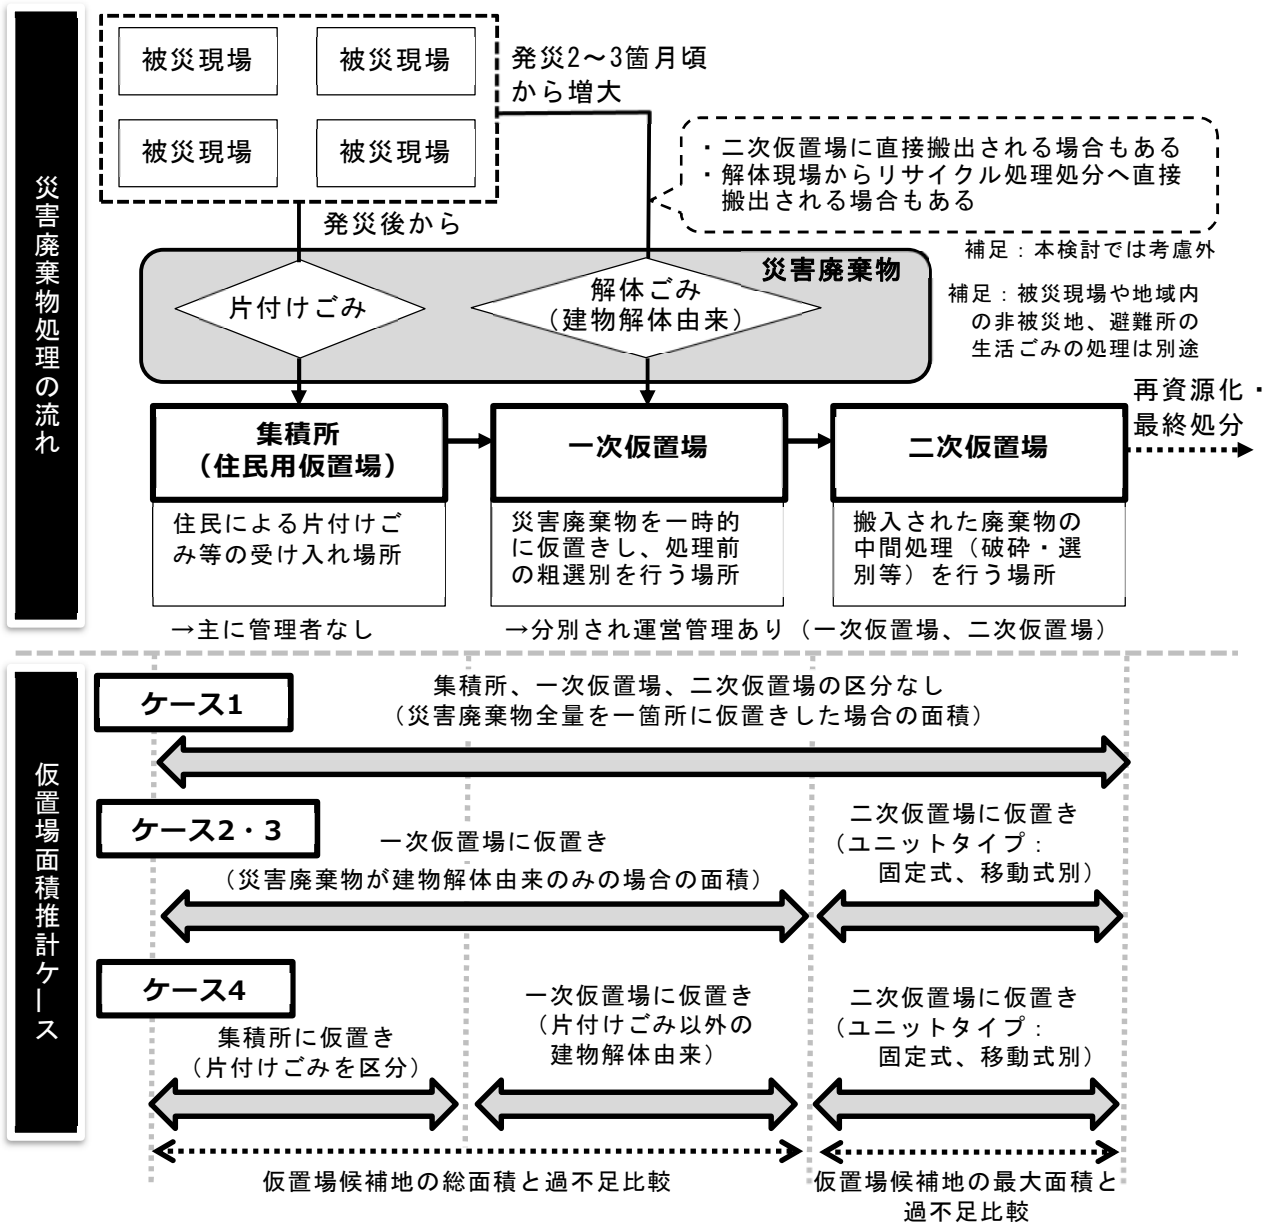 災害廃棄物処理の流れ
被災現場
被災現場
被災現場
被災現場
発災2～3箇月頃
から増大
・二次仮置場に直接搬出される場合もある
・解体現場からリサイクル処理処分へ直接
搬出される場合もある
発災後から
補足：本検討では考慮外
災害廃棄物
片付けごみ
解体ごみ
（建物解体由来）
補足：被災現場や地域内
の非被災地、避難所の
生活ごみの処理は別途
再資源化・
最終処分
集積所
（住民用仮置場）
一次仮置場
二次仮置場
住民による片付けご
み等の受け入れ場所
災害廃棄物を一時的
に仮置きし、処理前
の粗選別を行う場所
搬入された廃棄物の
中間処理（破砕・選
別等）を行う場所
→主に管理者なし
→分別され運営管理あり（一次仮置場、二次仮置場）
仮置場面積推計ケース
ケース1
集積所、一次仮置場、二次仮置場の区分なし
（災害廃棄物全量を一箇所に仮置きした場合の面積）
ケース2・3
一次仮置場に仮置き
（災害廃棄物が建物解体由来のみの場合の面積）
二次仮置場に仮置き
（ユニットタイプ：
固定式、移動式別）
ケース4
集積所に仮置き
（片付けごみを区分）
一次仮置場に仮置き
（片付けごみ以外の
建物解体由来）
二次仮置場に仮置き
（ユニットタイプ：
固定式、移動式別）
仮置場候補地の総面積と過不足比較
仮置場候補地の最大面積と
過不足比較